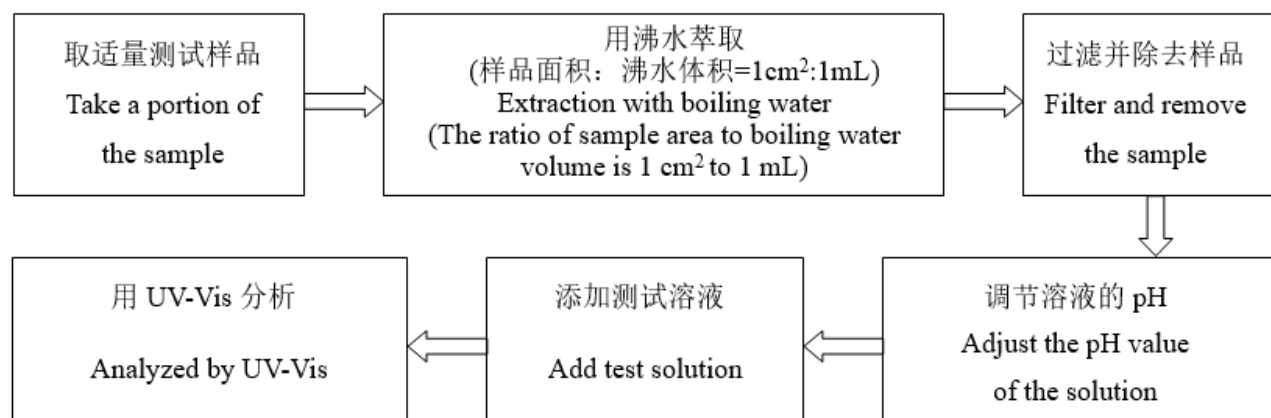 取适量测试样品
Take a portion of
the sample
用沸水萃取
(样品面积：沸水体积=1cm²:1mL)
Extraction with boiling water
(The ratio of sample area to boiling water
volume is 1 cm² to 1 mL)
过滤并除去样品
Filter and remove
the sample
调节溶液的 pH
Adjust the pH value
of the solution
添加测试溶液
Add test solution
用 UV-Vis 分析
Analyzed by UV-Vis